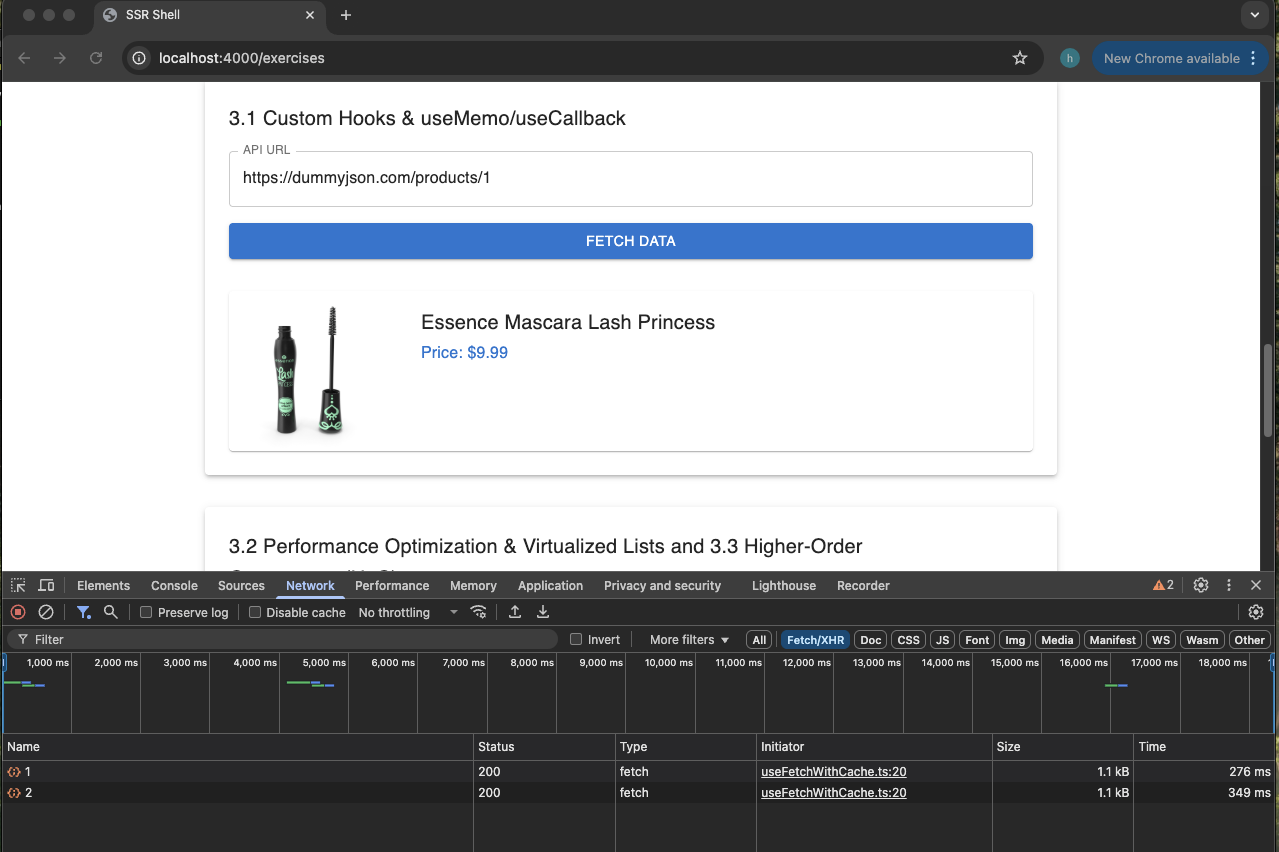 SSR Shell
localhost:4000/exercises
h
New Chrome available
3.1 Custom Hooks & useMemo/useCallback
API URL
https://dummyjson.com/products/1
FETCH DATA
Essence Mascara Lash Princess
Price: $9.99
3.2 Performance Optimization & Virtualized Lists and 3.3 Higher-Order
Elements Console Sources Network Performance Memory Application Privacy and security Lighthouse Recorder 2
Preserve log Disable cache No throttling
Filter Invert More filters All Fetch/XHR Doc CSS JS Font Img Media Manifest WS Wasm Other
1,000 ms 2,000 ms 3,000 ms 4,000 ms 5,000 ms 6,000 ms 7,000 ms 8,000 ms 9,000 ms 10,000 ms 11,000 ms 12,000 ms 13,000 ms 14,000 ms 15,000 ms 16,000 ms 17,000 ms 18,000 ms
Name Status Type Initiator Size Time
1 200 fetch useFetchWithCache.ts:20 1.1 kB 276 ms
2 200 fetch useFetchWithCache.ts:20 1.1 kB 349 ms